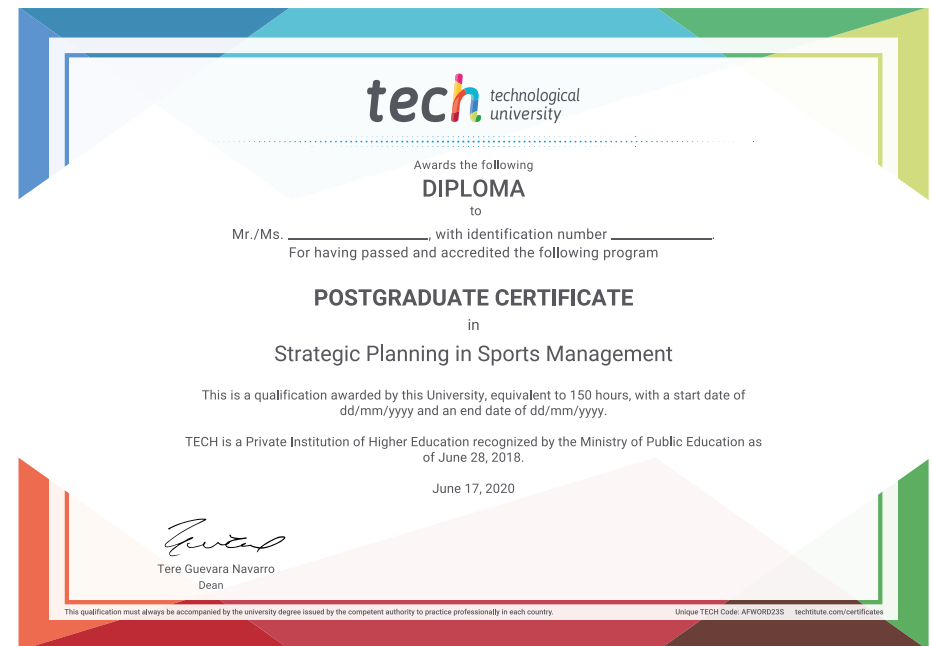 tech technological
university
Awards the following
DIPLOMA
to
Mr./Ms. ____________________, with identification number ______________.
For having passed and accredited the following program
POSTGRADUATE CERTIFICATE
in
Strategic Planning in Sports Management
This is a qualification awarded by this University, equivalent to 150 hours, with a start date of
dd/mm/yyyy and an end date of dd/mm/yyyy.
TECH is a Private Institution of Higher Education recognized by the Ministry of Public Education as
of June 28, 2018.
June 17, 2020
Tere Guevara Navarro
Dean
This qualification must always be accompanied by the university degree issued by the competent authority to practice professionally in each country. Unique TECH Code: AFWORD23S techtitute.com/certificates